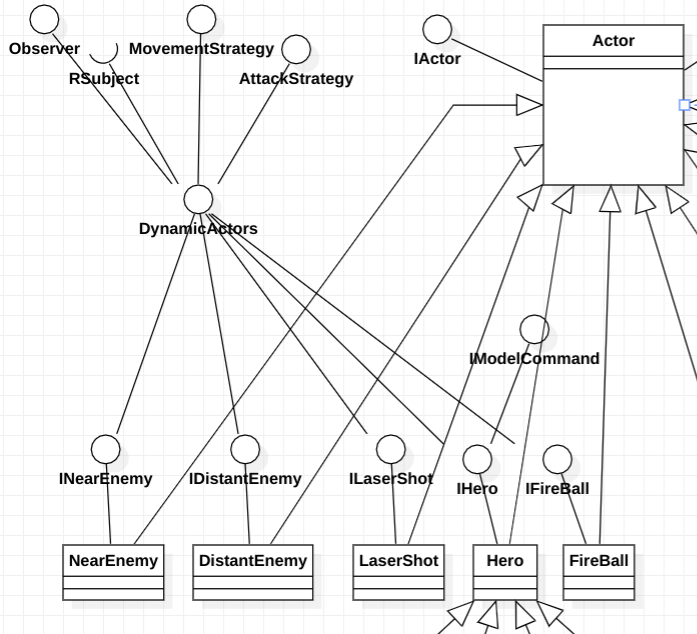 Observer
MovementStrategy
IActor
Actor
RSubject
AttackStrategy
DynamicActors
IModelCommand
INearEnemy
IDistantEnemy
ILaserShot
IHero
IFireBall
NearEnemy
DistantEnemy
LaserShot
Hero
FireBall